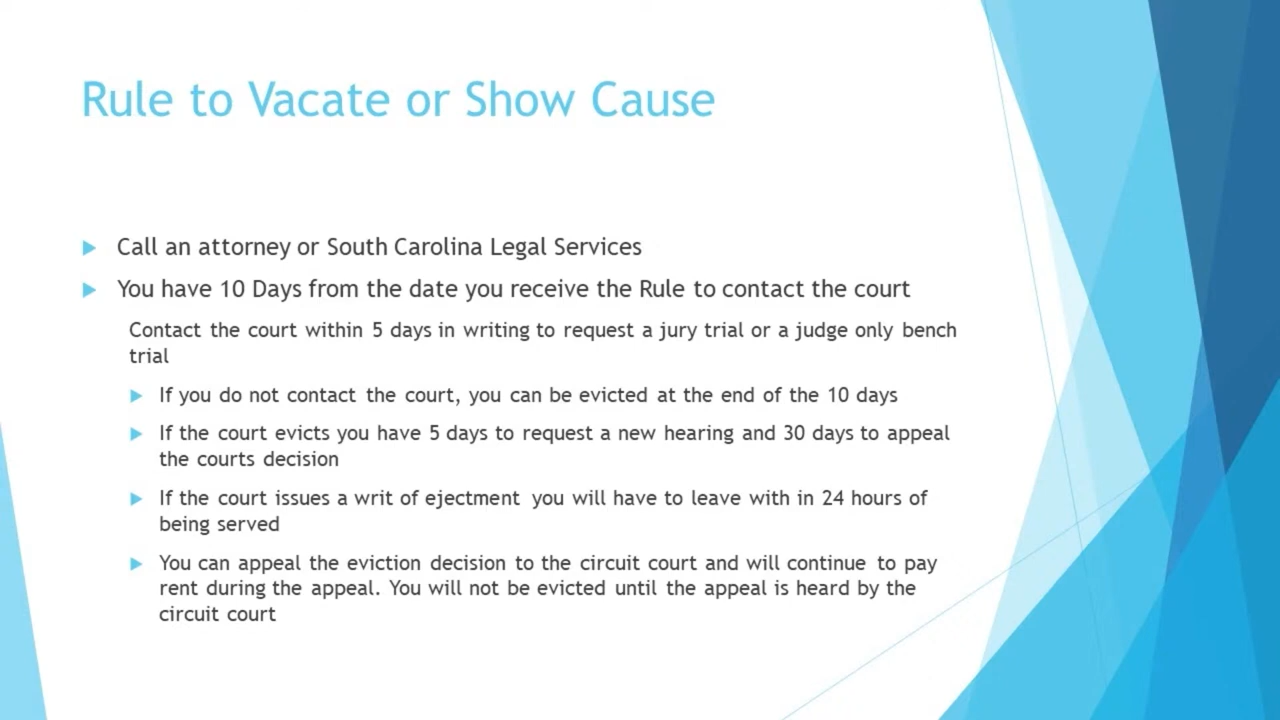 Rule to Vacate or Show Cause
Call an attorney or South Carolina Legal Services
You have 10 Days from the date you receive the Rule to contact the court
Contact the court within 5 days in writing to request a jury trial or a judge only bench
trial
If you do not contact the court, you can be evicted at the end of the 10 days
If the court evicts you have 5 days to request a new hearing and 30 days to appeal
the courts decision
If the court issues a writ of ejectment you will have to leave with in 24 hours of
being served
You can appeal the eviction decision to the circuit court and will continue to pay
rent during the appeal. You will not be evicted until the appeal is heard by the
circuit court